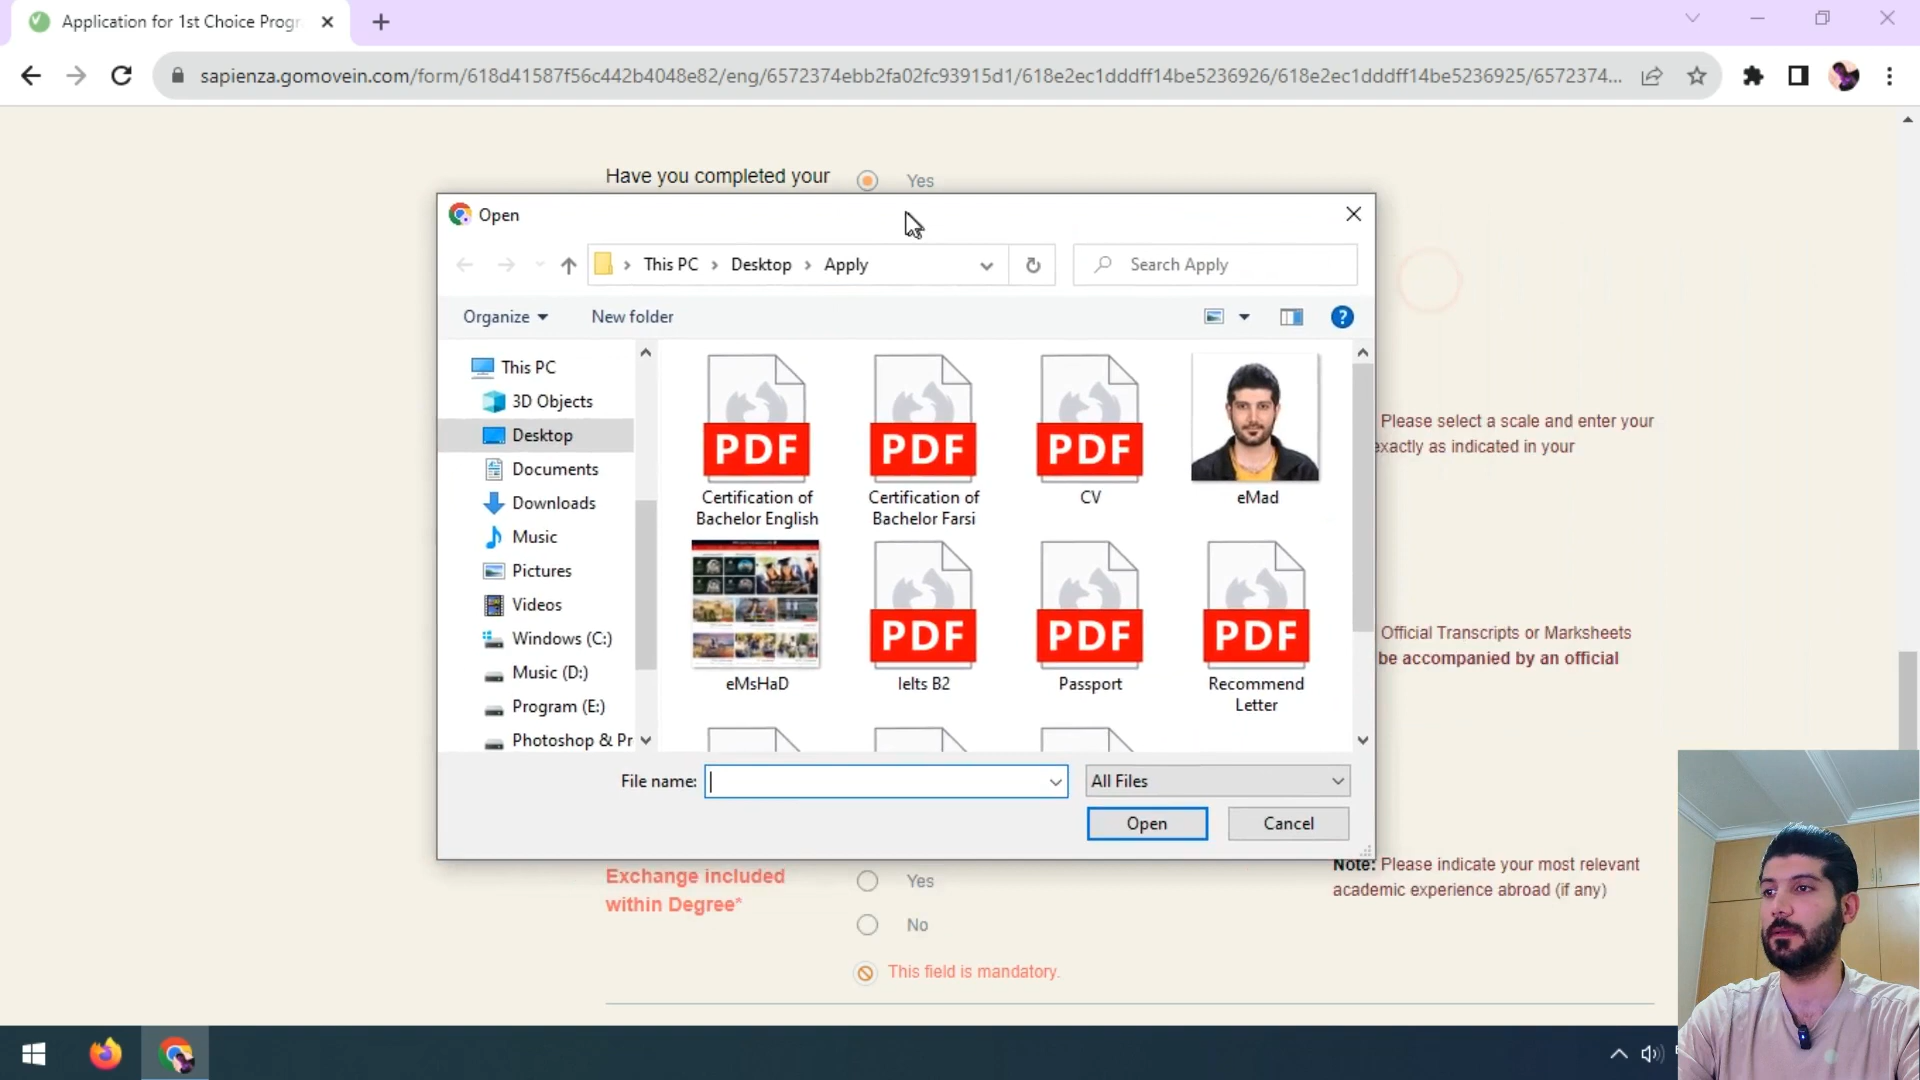 Application for 1st Choice Progr
sapienza.gomovein.com/form/618d41587f56c442b4048e82/eng/6572374ebb2fa02fc93915d1/618e2ec1dddff14be5236926/618e2ec1dddff14be5236925/6572374...
Have you completed your
Yes
Open
This PC
Desktop
Apply
Search Apply
Organize
New folder
This PC
3D Objects
Desktop
Documents
Downloads
Music
Pictures
Videos
Windows (C:)
Music (D:)
Program (E:)
Photoshop & Pr
PDF
PDF
PDF
Certification of
Bachelor English
Certification of
Bachelor Farsi
CV
eMad
PDF
PDF
PDF
eMsHaD
Ielts B2
Passport
Recommend
Letter
File name:
All Files
Open
Cancel
Please select a scale and enter your
exactly as indicated in your
Official Transcripts or Marksheets
be accompanied by an official
Exchange included
within Degree*
Yes
No
This field is mandatory.
Note: Please indicate your most relevant
academic experience abroad (if any)